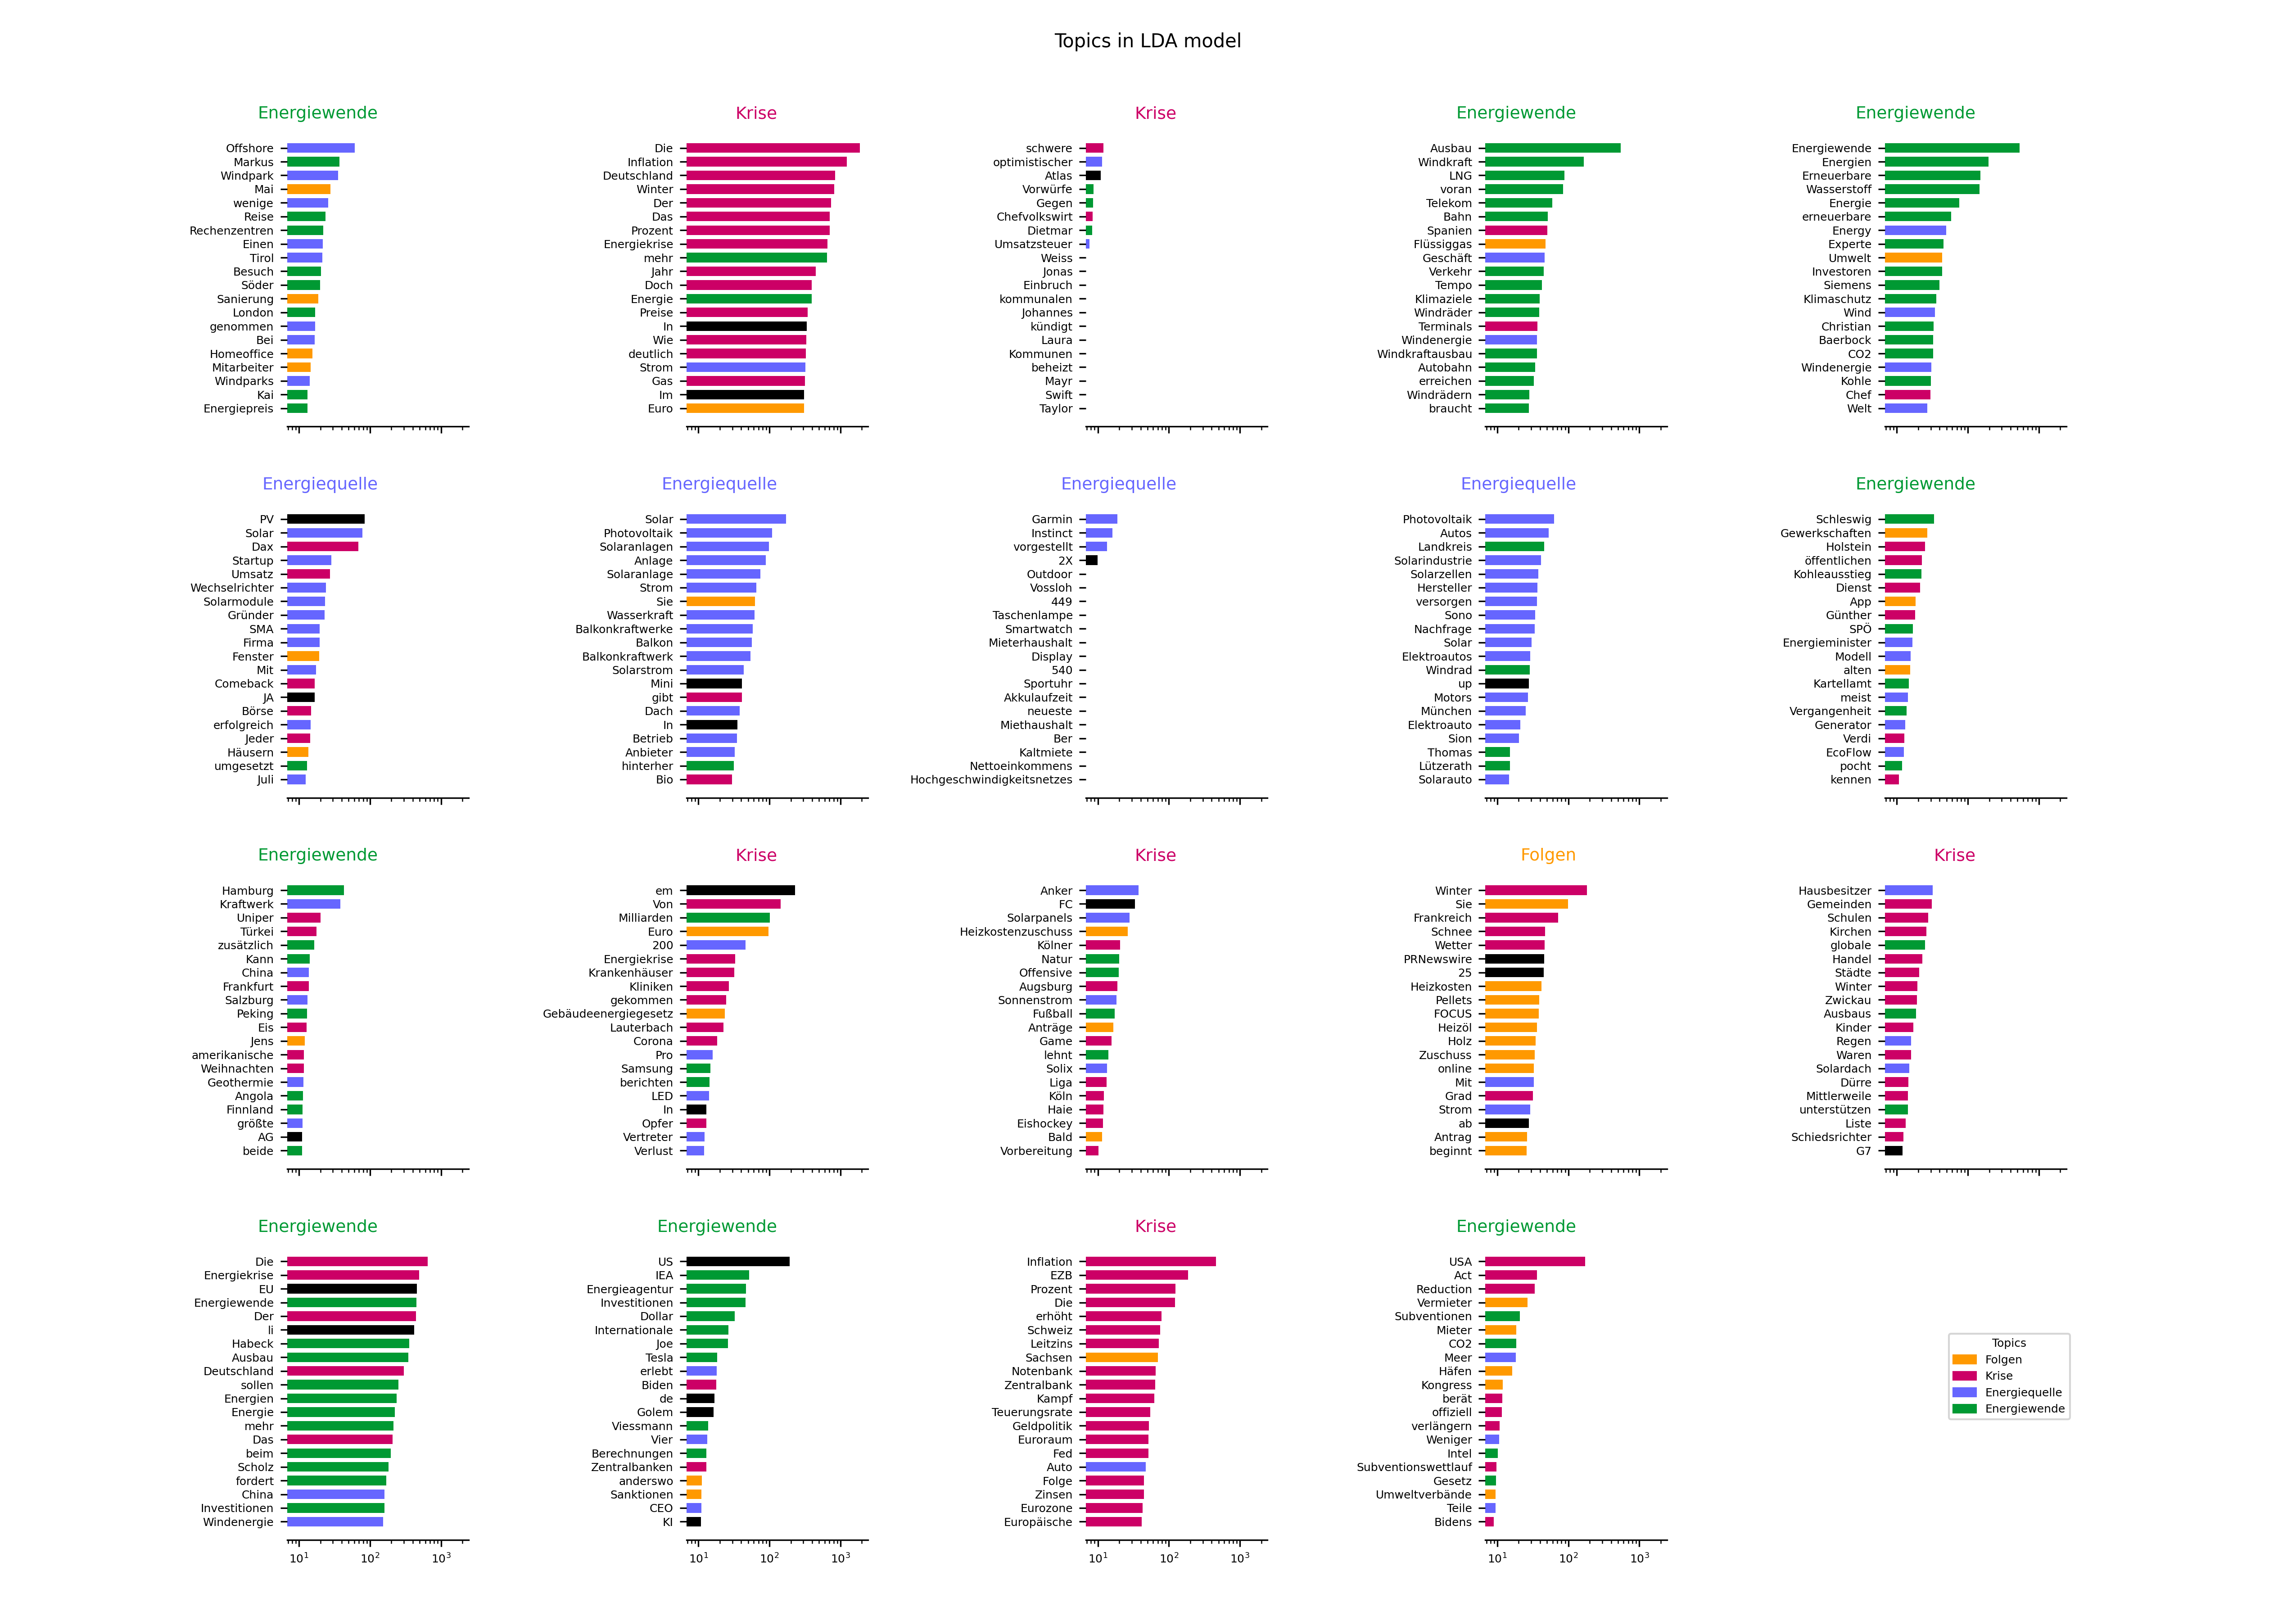 Topics in LDA model
Energiewende
Offshore
Markus
Windpark
Mai
wenige
Reise
Rechenzentren
Einen
Tirol
Besuch
Söder
Sanierung
London
genommen
Bei
Homeoffice
Mitarbeiter
Windparks
Kai
Energiepreis
Krise
Die
Inflation
Deutschland
Winter
Der
Das
Prozent
Energiekrise
mehr
Jahr
Doch
Energie
Preise
In
Wie
deutlich
Strom
Gas
Im
Euro
Krise
schwere
optimistischer
Atlas
Vorwürfe
Gegen
Chefvolkswirt
Dietmar
Umsatzsteuer
Weiss
Jonas
Einbruch
kommunalen
Johannes
kündigt
Laura
Kommunen
beheizt
Mayr
Swift
Taylor
Energiewende
Ausbau
Windkraft
LNG
voran
Telekom
Bahn
Spanien
Flüssiggas
Geschäft
Verkehr
Tempo
Klimaziele
Windräder
Terminals
Windenergie
Windkraftausbau
Autobahn
erreichen
Windrädern
braucht
Energiewende
Energiewende
Energien
Erneuerbare
Wasserstoff
Energie
erneuerbare
Energy
Experte
Umwelt
Investoren
Siemens
Klimaschutz
Wind
Christian
Baerbock
CO2
Windenergie
Kohle
Chef
Welt
Energiequelle
PV
Solar
Dax
Startup
Umsatz
Wechselrichter
Solarmodule
Gründer
SMA
Firma
Fenster
Mit
Comeback
JA
Börse
erfolgreich
Jeder
Häusern
umgesetzt
Juli
Energiequelle
Solar
Photovoltaik
Solaranlagen
Anlage
Solaranlage
Strom
Sie
Wasserkraft
Balkonkraftwerke
Balkon
Balkonkraftwerk
Solarstrom
Mini
gibt
Dach
In
Betrieb
Anbieter
hinterher
Bio
Energiequelle
Garmin
Instinct
vorgestellt
2X
Outdoor
Vossloh
449
Taschenlampe
Smartwatch
Mieterhaushalt
Display
540
Sportuhr
Akkulaufzeit
neueste
Miethaushalt
Ber
Kaltmiete
Nettoeinkommens
Hochgeschwindigkeitsnetzes
Energiequelle
Photovoltaik
Autos
Landkreis
Solarindustrie
Solarzellen
Hersteller
versorgen
Sono
Nachfrage
Solar
Elektroautos
Windrad
up
Motors
München
Elektroauto
Sion
Thomas
Lützerath
Solarauto
Energiewende
Schleswig
Gewerkschaften
Holstein
öffentlichen
Kohleausstieg
Dienst
App
Günther
SPÖ
Energieminister
Modell
alten
Kartellamt
meist
Vergangenheit
Generator
Verdi
EcoFlow
pocht
kennen
Energiewende
Hamburg
Kraftwerk
Uniper
Türkei
zusätzlich
Kann
China
Frankfurt
Salzburg
Peking
Eis
Jens
amerikanische
Weihnachten
Geothermie
Angola
Finnland
größte
AG
beide
Krise
em
Von
Milliarden
Euro
200
Energiekrise
Krankenhäuser
Kliniken
gekommen
Gebäudeenergiegesetz
Lauterbach
Corona
Pro
Samsung
berichten
LED
In
Opfer
Vertreter
Verlust
Krise
Anker
FC
Solarpanels
Heizkostenzuschuss
Kölner
Natur
Offensive
Augsburg
Sonnenstrom
Fußball
Anträge
Game
lehnt
Solix
Liga
Köln
Haie
Eishockey
Bald
Vorbereitung
Folgen
Winter
Sie
Frankreich
Schnee
Wetter
PRNewswire
25
Heizkosten
Pellets
FOCUS
Heizöl
Holz
Zuschuss
online
Mit
Grad
Strom
ab
Antrag
beginnt
Krise
Hausbesitzer
Gemeinden
Schulen
Kirchen
globale
Handel
Städte
Winter
Zwickau
Ausbaus
Kinder
Regen
Waren
Solardach
Dürre
Mittlerweile
unterstützen
Liste
Schiedsrichter
G7
Energiewende
Die
Energiekrise
EU
Energiewende
Der
li
Habeck
Ausbau
Deutschland
sollen
Energien
Energie
mehr
Das
beim
Scholz
fordert
China
Investitionen
Windenergie
10¹ 10² 10³
Energiewende
US
IEA
Energieagentur
Investitionen
Dollar
Internationale
Joe
Tesla
erlebt
Biden
de
Golem
Viessmann
Vier
Berechnungen
Zentralbanken
anderswo
Sanktionen
CEO
KI
10¹ 10² 10³
Krise
Inflation
EZB
Prozent
Die
erhöht
Schweiz
Leitzins
Sachsen
Notenbank
Zentralbank
Kampf
Teuerungsrate
Geldpolitik
Euroraum
Fed
Auto
Folge
Zinsen
Eurozone
Europäische
10¹ 10² 10³
Energiewende
USA
Act
Reduction
Vermieter
Subventionen
Mieter
CO2
Meer
Häfen
Kongress
berät
offiziell
verlängern
Weniger
Intel
Subventionswettlauf
Gesetz
Umweltverbände
Teile
Bidens
10¹ 10² 10³
Topics
Folgen
Krise
Energiequelle
Energiewende